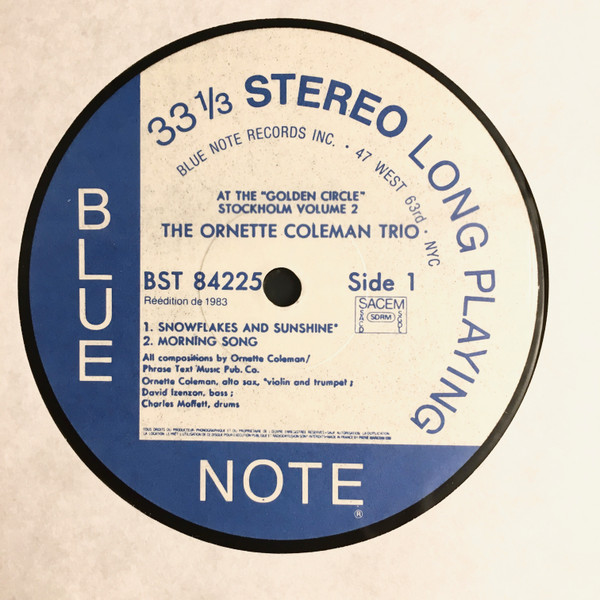 33 1/3 STEREO LONG PLAYING
BLUE NOTE RECORDS INC. · 47 WEST 63rd · NYC
AT THE "GOLDEN CIRCLE"
STOCKHOLM VOLUME 2
THE ORNETTE COLEMAN TRIO
BST 84225 Side 1
Réédition de 1983
SACEM
SDRM
1. SNOWFLAKES AND SUNSHINE*
2. MORNING SONG
All compositions by Ornette Coleman/
Phrase Text Music Pub. Co.
Ornette Coleman, alto sax, *violin and trumpet ;
David Izenzon, bass ;
Charles Moffett, drums
BLUE
NOTE
®